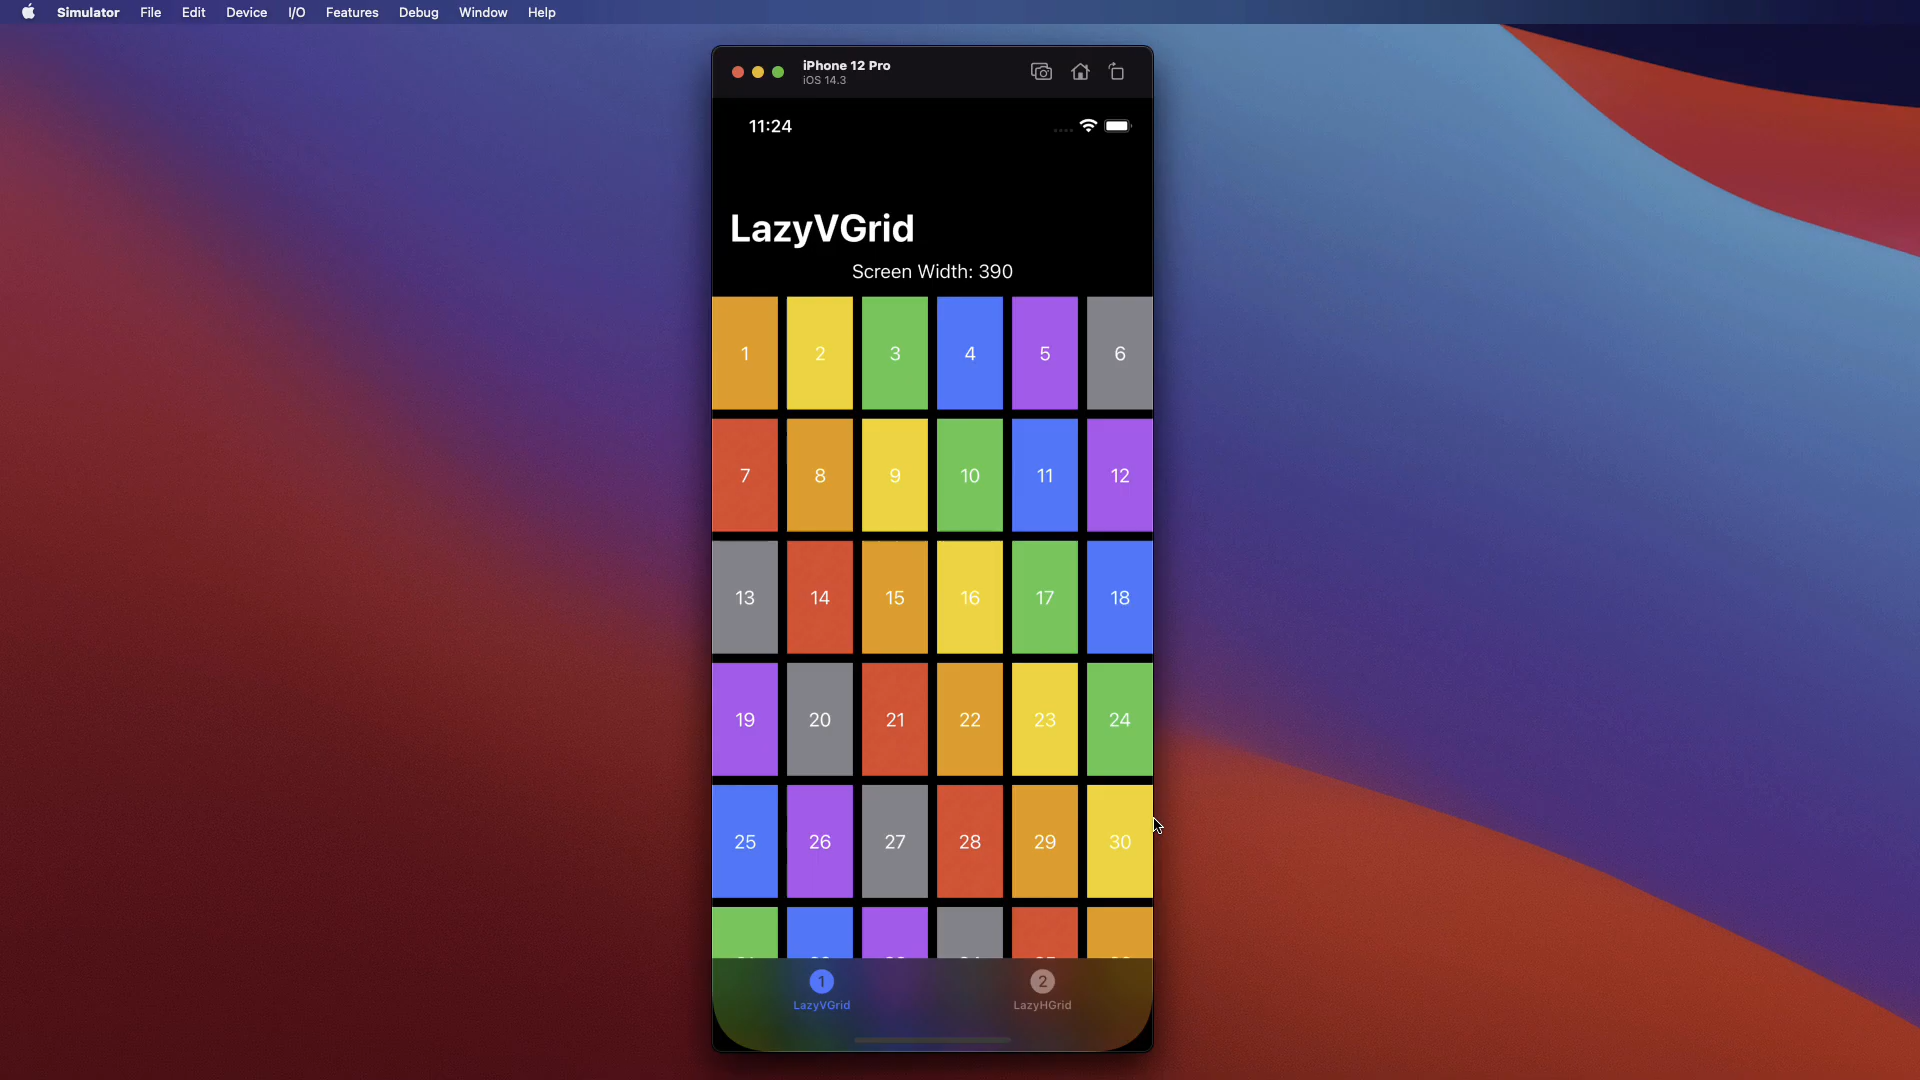 Simulator File Edit Device I/O Features Debug Window Help
iPhone 12 Pro
iOS 14.3
11:24
LazyVGrid
Screen Width: 390
1 2 3 4 5 6
7 8 9 10 11 12
13 14 15 16 17 18
19 20 21 22 23 24
25 26 27 28 29 30
1 2
LazyVGrid LazyHGrid